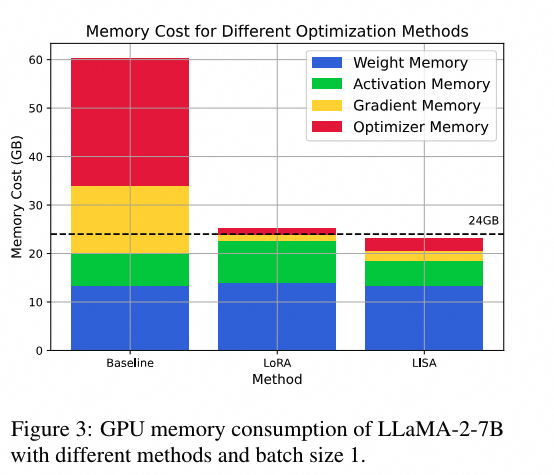 Memory Cost for Different Optimization Methods
Weight Memory
Activation Memory
Gradient Memory
Optimizer Memory
24GB
60
50
40
30
20
10
0
Memory Cost (GB)
Baseline
LoRA
LISA
Method
Figure 3: GPU memory consumption of LLaMA-2-7B
with different methods and batch size 1.